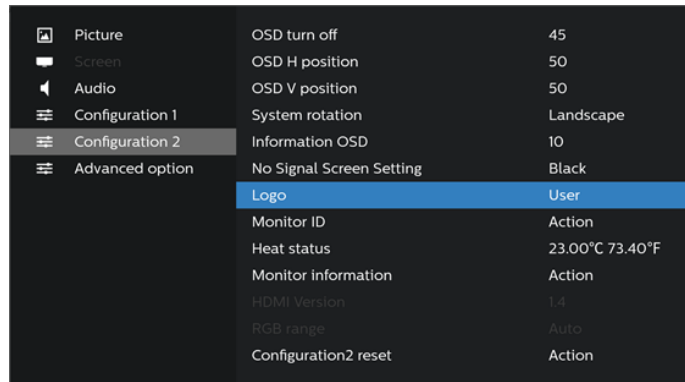 Picture
Screen
Audio
Configuration 1
Configuration 2
Advanced option
OSD turn off 45
OSD H position 50
OSD V position 50
System rotation Landscape
Information OSD 10
No Signal Screen Setting Black
Logo User
Monitor ID Action
Heat status 23.00°C 73.40°F
Monitor information Action
HDMI Version 1.4
RGB range Auto
Configuration2 reset Action